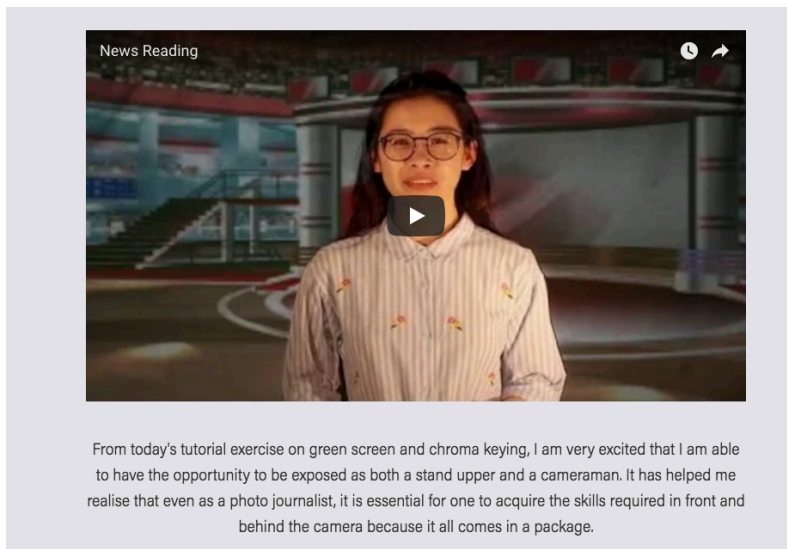 News Reading
From today's tutorial exercise on green screen and chroma keying, I am very excited that I am able
to have the opportunity to be exposed as both a stand upper and a cameraman. It has helped me
realise that even as a photo journalist, it is essential for one to acquire the skills required in front and
behind the camera because it all comes in a package.